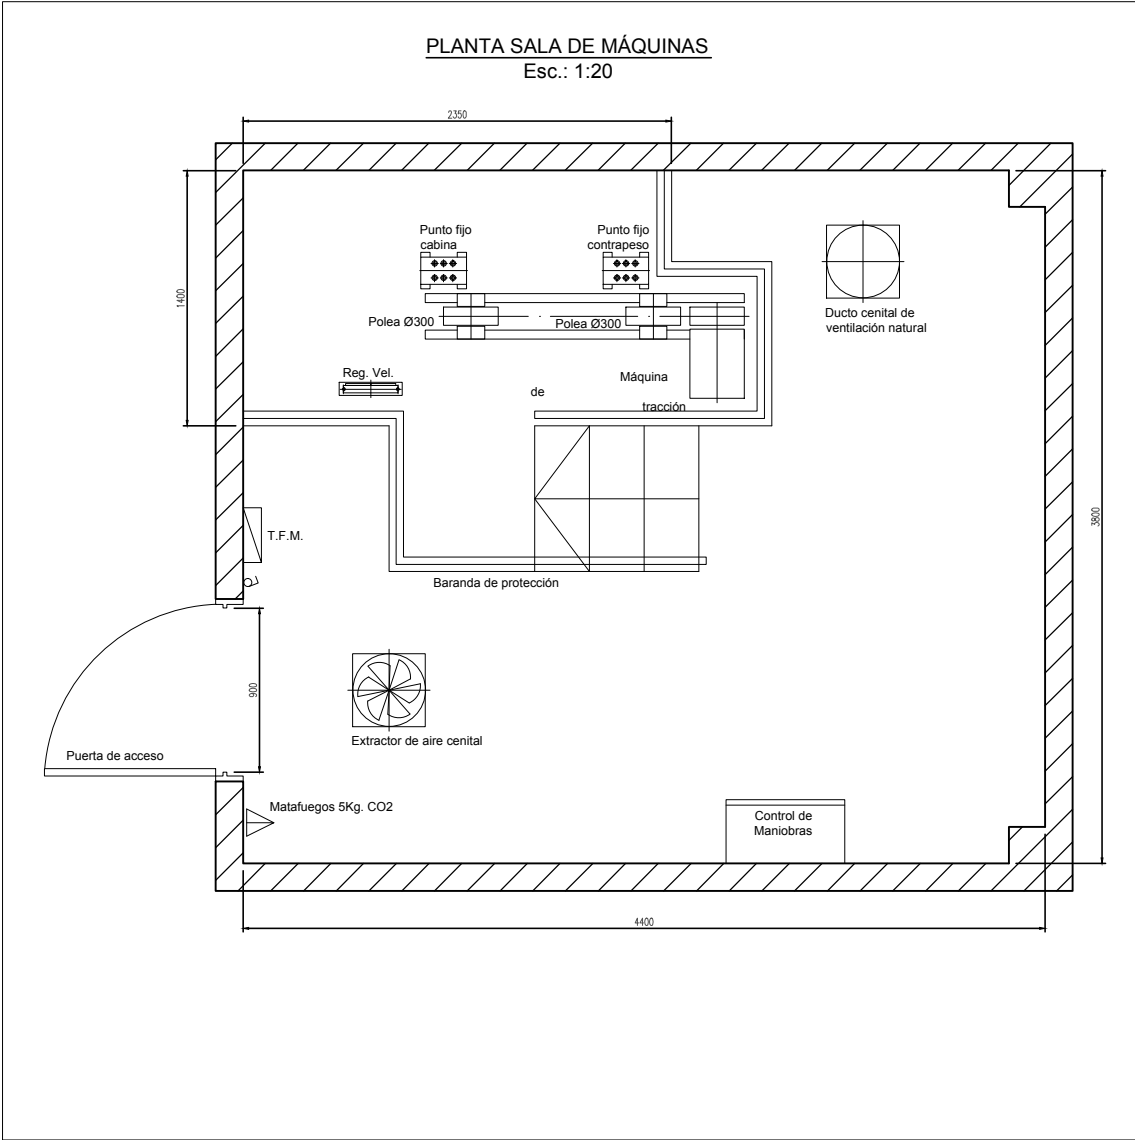 PLANTA SALA DE MÁQUINAS
Esc.: 1:20
2350
Punto fijo
cabina
Punto fijo
contrapeso
1400
Polea Ø300
Polea Ø300
Ducto cenital de
ventilación natural
Reg. Vel.
Máquina
de
tracción
3800
T.F.M.
Baranda de protección
900
Extractor de aire cenital
Puerta de acceso
Matafuegos 5Kg. CO2
Control de
Maniobras
4400